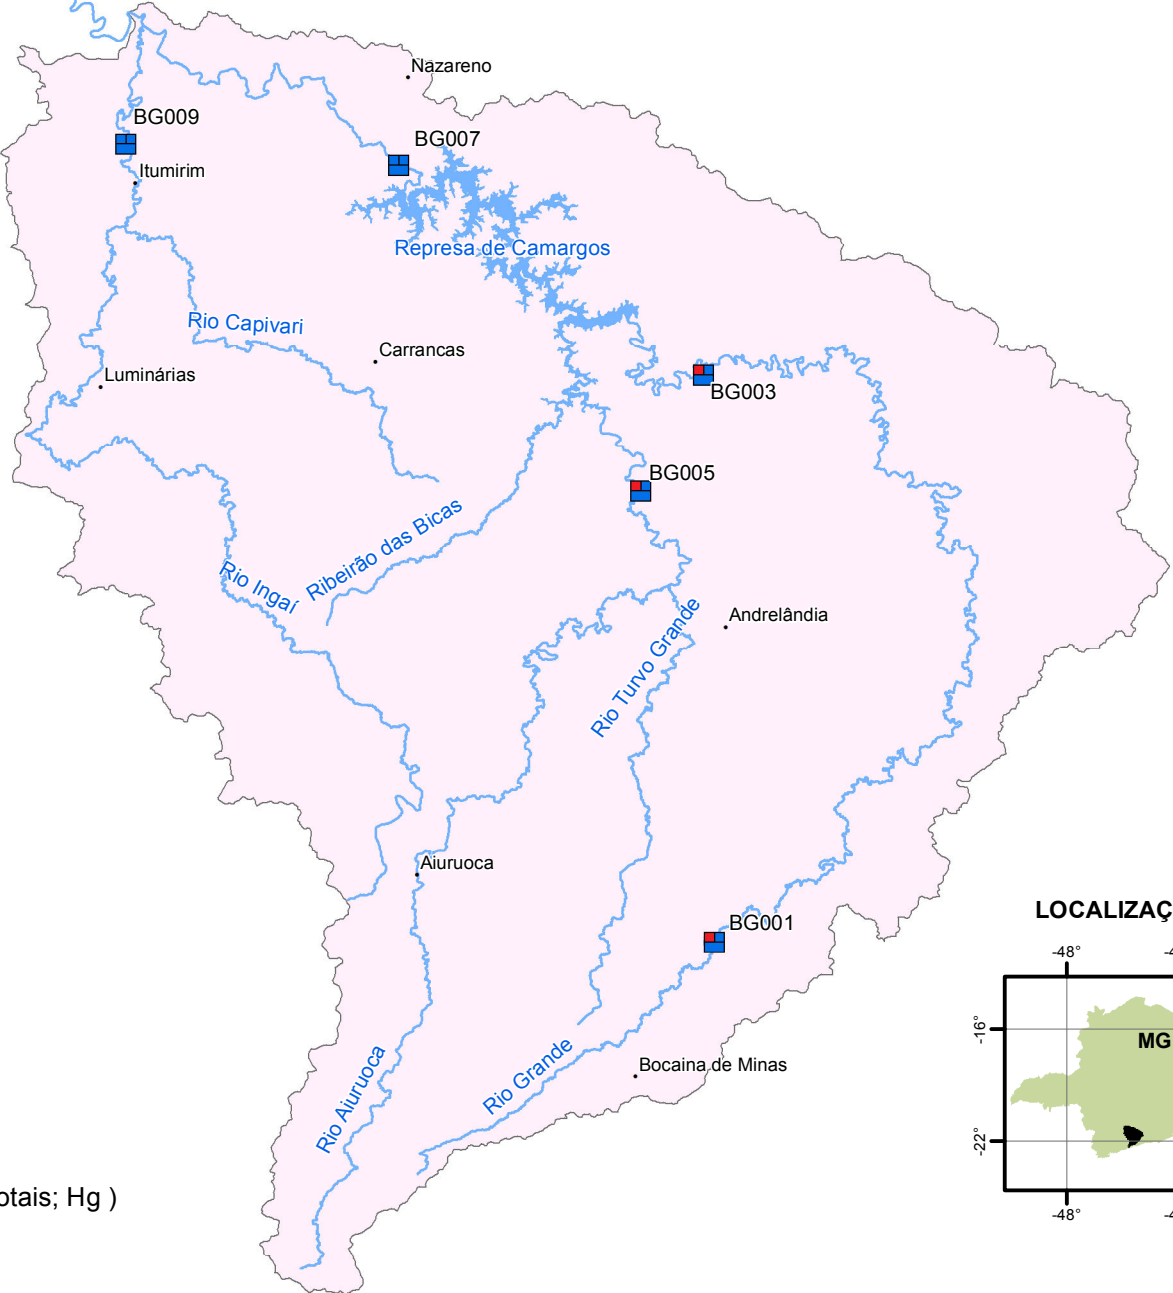 Nazareno
BG009
BG007
Itumirim
Represa de Camargos
Rio Capivari
Carrancas
Luminárias
BG003
BG005
Ribeirão das Bicas
Rio Ingaí
Andrelândia
Rio Turvo Grande
Aiuruoca
BG001
LOCALIZAÇ
-48°
-4
-16°
MG
Rio Grande
Bocaina de Minas
Rio Aiuruoca
-22°
otais; Hg )
-48°
-4